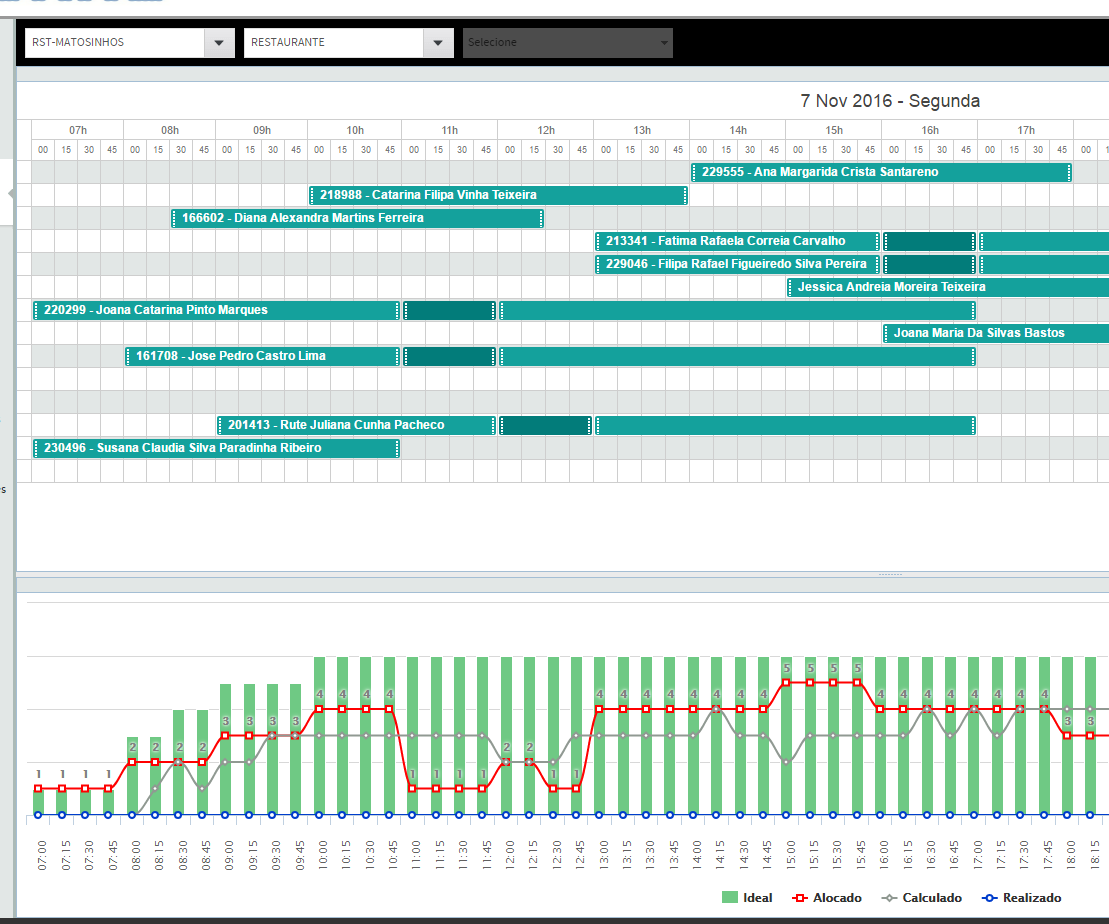 RST-MATOSINHOS RESTAURANTE Selecione
7 Nov 2016 - Segunda
07h 08h 09h 10h 11h 12h 13h 14h 15h 16h 17h
00 15 30 45 00 15 30 45 00 15 30 45 00 15 30 45 00 15 30 45 00 15 30 45 00 15 30 45 00 15 30 45 00 15 30 45 00 15 30 45 00 15 30 45 00
229555 - Ana Margarida Crista Santareno
218988 - Catarina Filipa Vinha Teixeira
166602 - Diana Alexandra Martins Ferreira
213341 - Fatima Rafaela Correia Carvalho
229046 - Filipa Rafael Figueiredo Silva Pereira
Jessica Andreia Moreira Teixeira
220299 - Joana Catarina Pinto Marques
Joana Maria Da Silvas Bastos
161708 - Jose Pedro Castro Lima
201413 - Rute Juliana Cunha Pacheco
230496 - Susana Claudia Silva Paradinha Ribeiro
1 1 1 1 2 2 2 2 3 3 3 3 4 4 4 4 1 1 1 1 2 2 1 1 4 4 4 4 4 4 4 4 5 5 5 5 4 4 4 4 4 4 4 4 3 3
07:00 07:15 07:30 07:45 08:00 08:15 08:30 08:45 09:00 09:15 09:30 09:45 10:00 10:15 10:30 10:45 11:00 11:15 11:30 11:45 12:00 12:15 12:30 12:45 13:00 13:15 13:30 13:45 14:00 14:15 14:30 14:45 15:00 15:15 15:30 15:45 16:00 16:15 16:30 16:45 17:00 17:15 17:30 17:45 18:00 18:15
Ideal Alocado Calculado Realizado